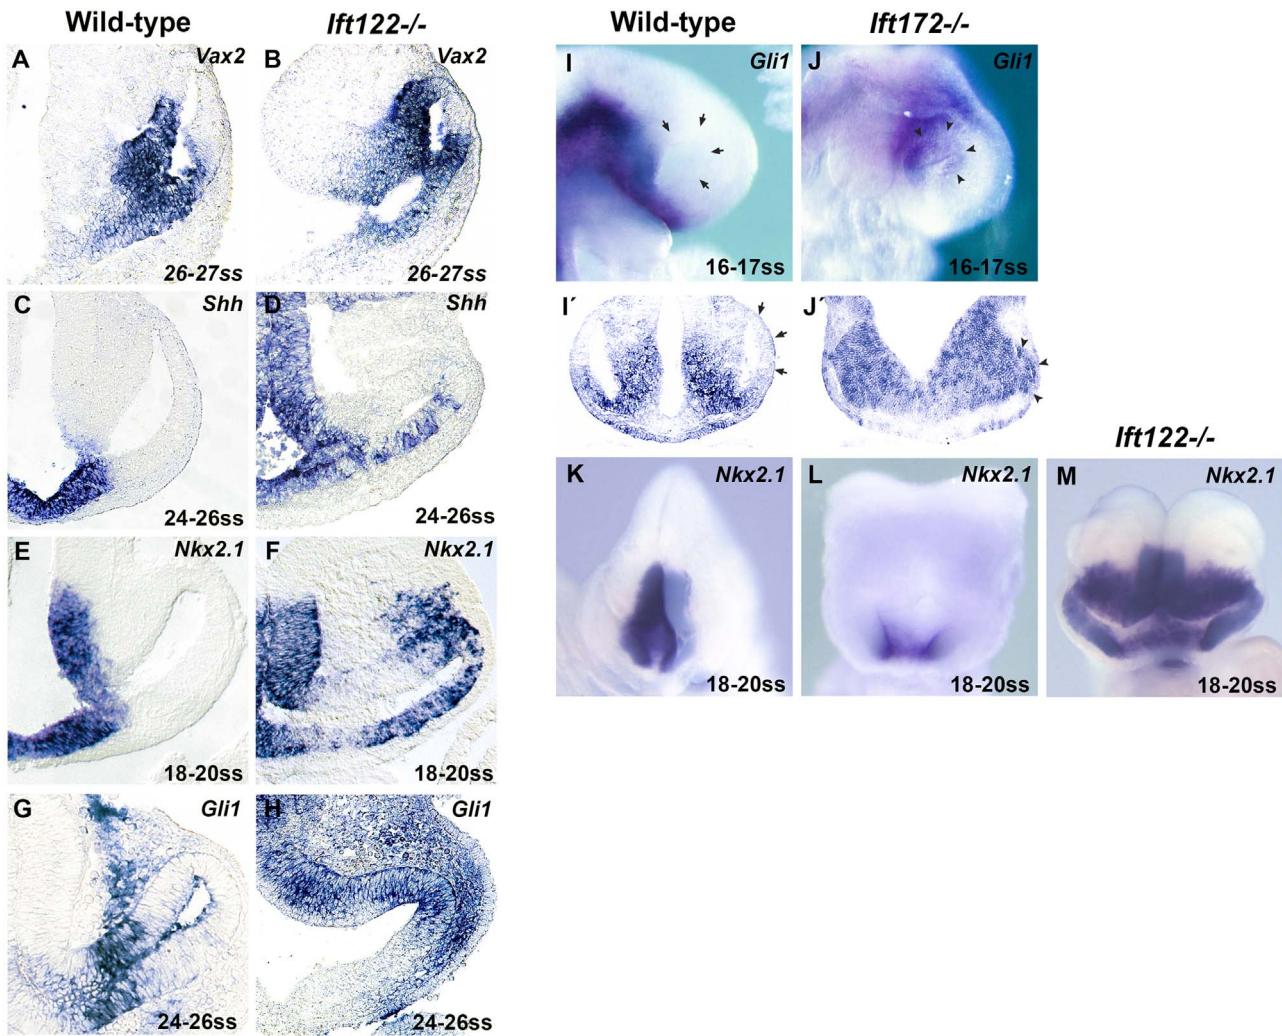 Wild-type
Ift122-/-
Wild-type
Ift172-/-
A
Vax2
B
Vax2
I
Gli1
J
Gli1
26-27ss
26-27ss
16-17ss
16-17ss
C
Shh
D
Shh
I´
J´
24-26ss
24-26ss
Ift122-/-
E
Nkx2.1
F
Nkx2.1
K
Nkx2.1
L
Nkx2.1
M
Nkx2.1
18-20ss
18-20ss
18-20ss
18-20ss
18-20ss
G
Gli1
H
Gli1
24-26ss
24-26ss